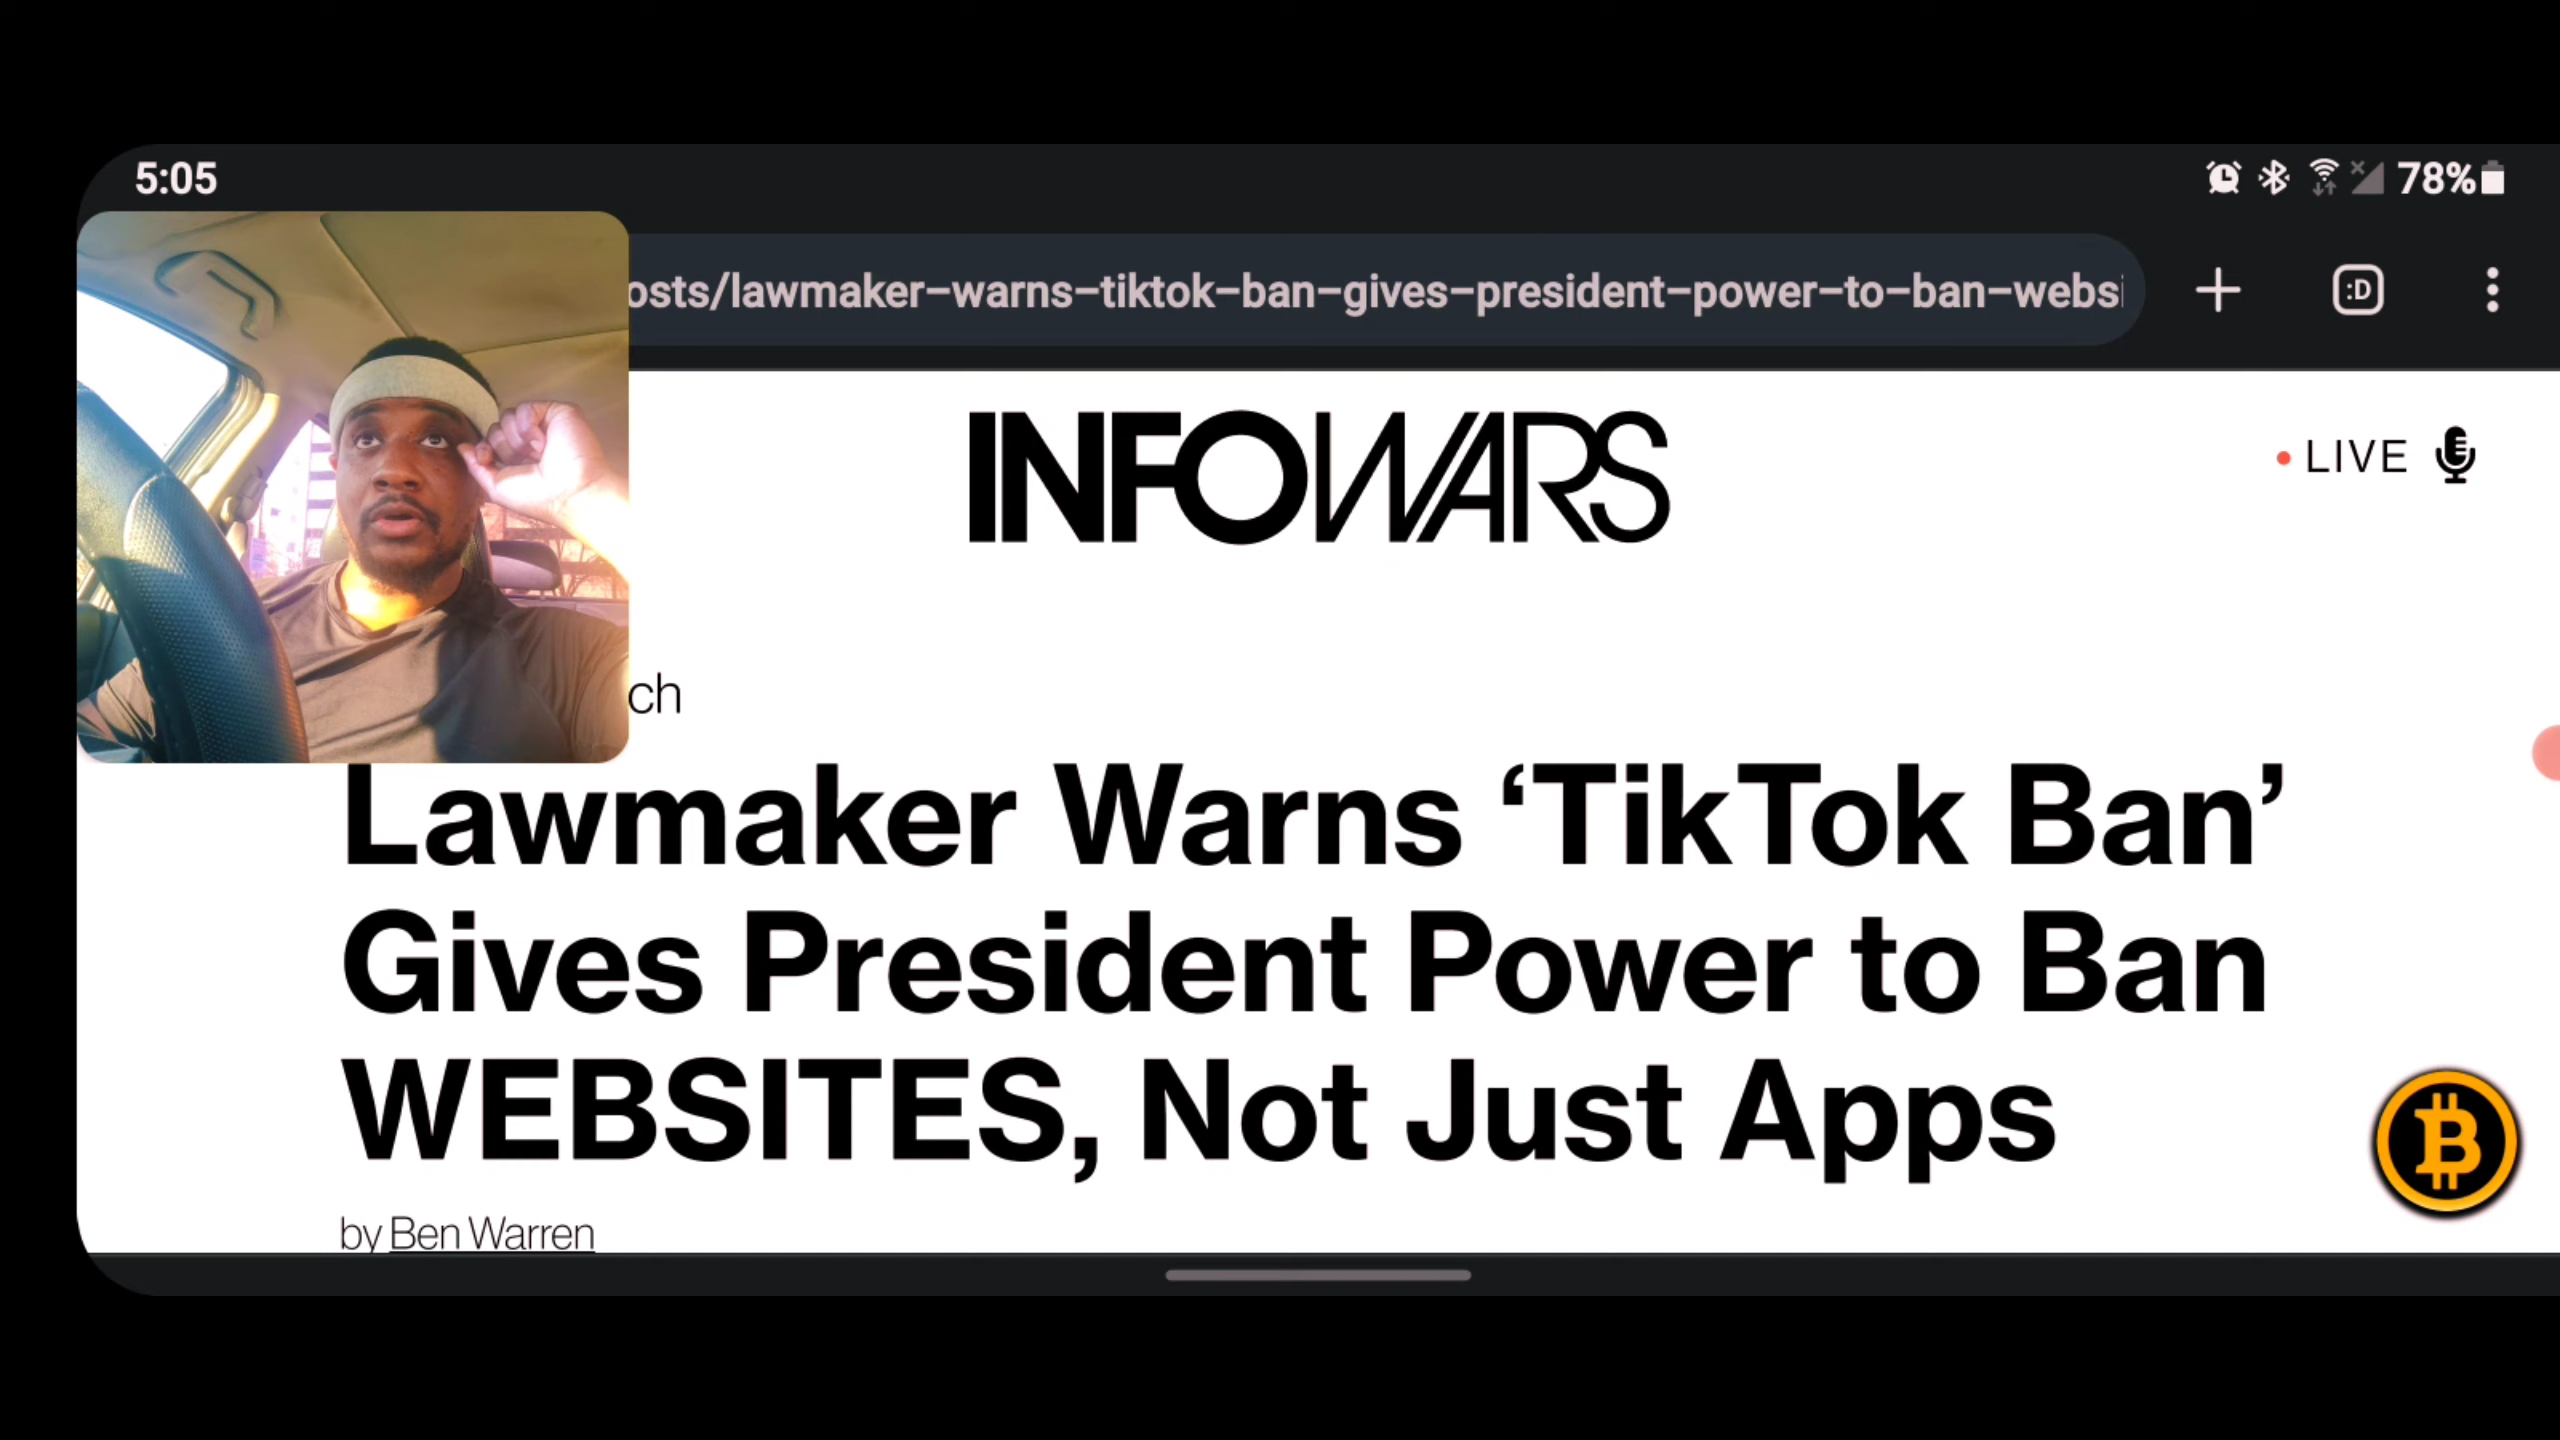 5:05
78%
osts/lawmaker-warns-tiktok-ban-gives-president-power-to-ban-websi
:D
INFOWARS
LIVE
ch
Lawmaker Warns ‘TikTok Ban’
Gives President Power to Ban
WEBSITES, Not Just Apps
by Ben Warren